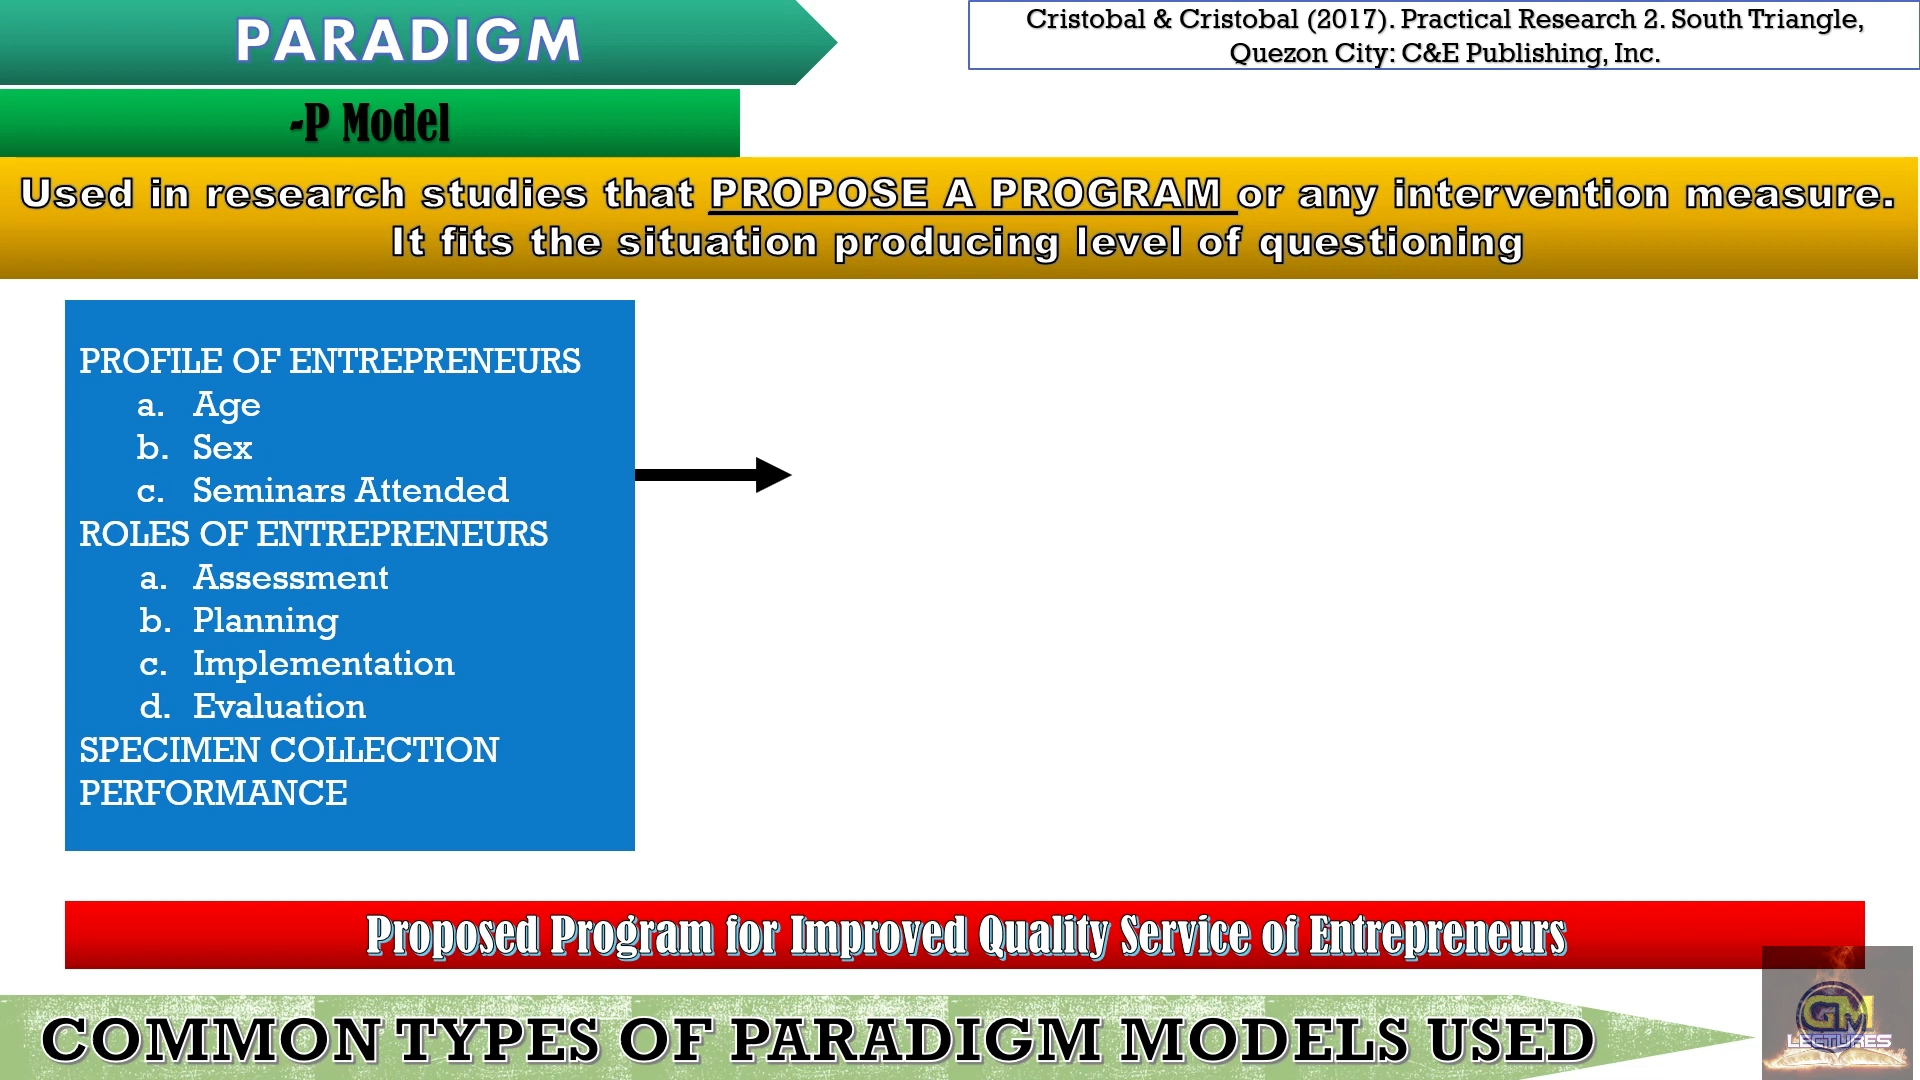 PARADIGM
Cristobal & Cristobal (2017). Practical Research 2. South Triangle,
Quezon City: C&E Publishing, Inc.
-P Model
Used in research studies that PROPOSE A PROGRAM or any intervention measure.
It fits the situation producing level of questioning
PROFILE OF ENTREPRENEURS
a. Age
b. Sex
c. Seminars Attended
ROLES OF ENTREPRENEURS
a. Assessment
b. Planning
c. Implementation
d. Evaluation
SPECIMEN COLLECTION
PERFORMANCE
Proposed Program for Improved Quality Service of Entrepreneurs
COMMON TYPES OF PARADIGM MODELS USED
GM
LECTURES